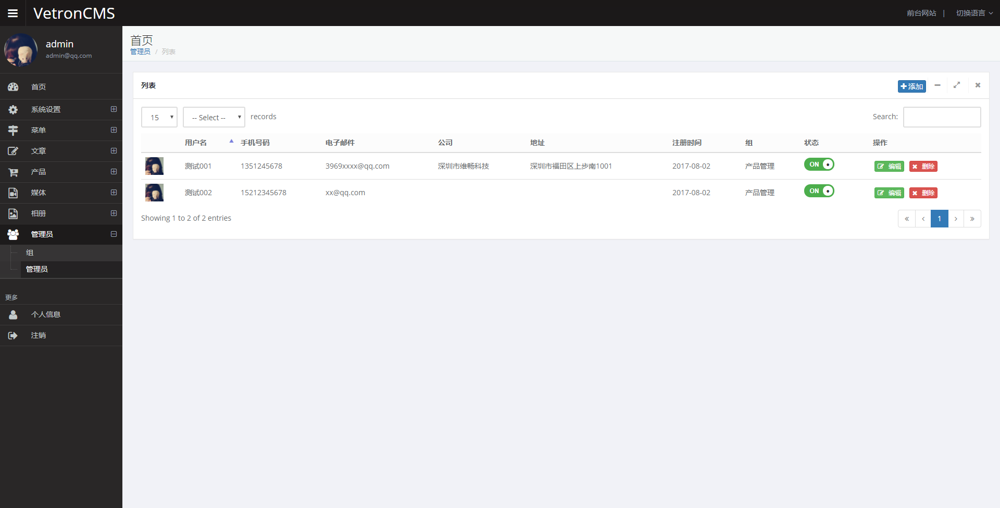 VetronCMS
前台网站 | 切换语言
admin
admin@qq.com
首页
系统设置
菜单
文章
产品
媒体
相册
管理员
组
管理员
更多
个人信息
注销
首页
管理员 / 列表
列表
添加
15 -- Select -- records
Search:
用户名 手机号码 电子邮件 公司 地址 注册时间 组 状态 操作
测试001 1351245678 3969xxxx@qq.com 深圳市维畅科技 深圳市福田区上步南1001 2017-08-02 产品管理 ON 编辑 删除
测试002 15212345678 xx@qq.com 2017-08-02 产品管理 ON 编辑 删除
Showing 1 to 2 of 2 entries
« ‹ 1 › »